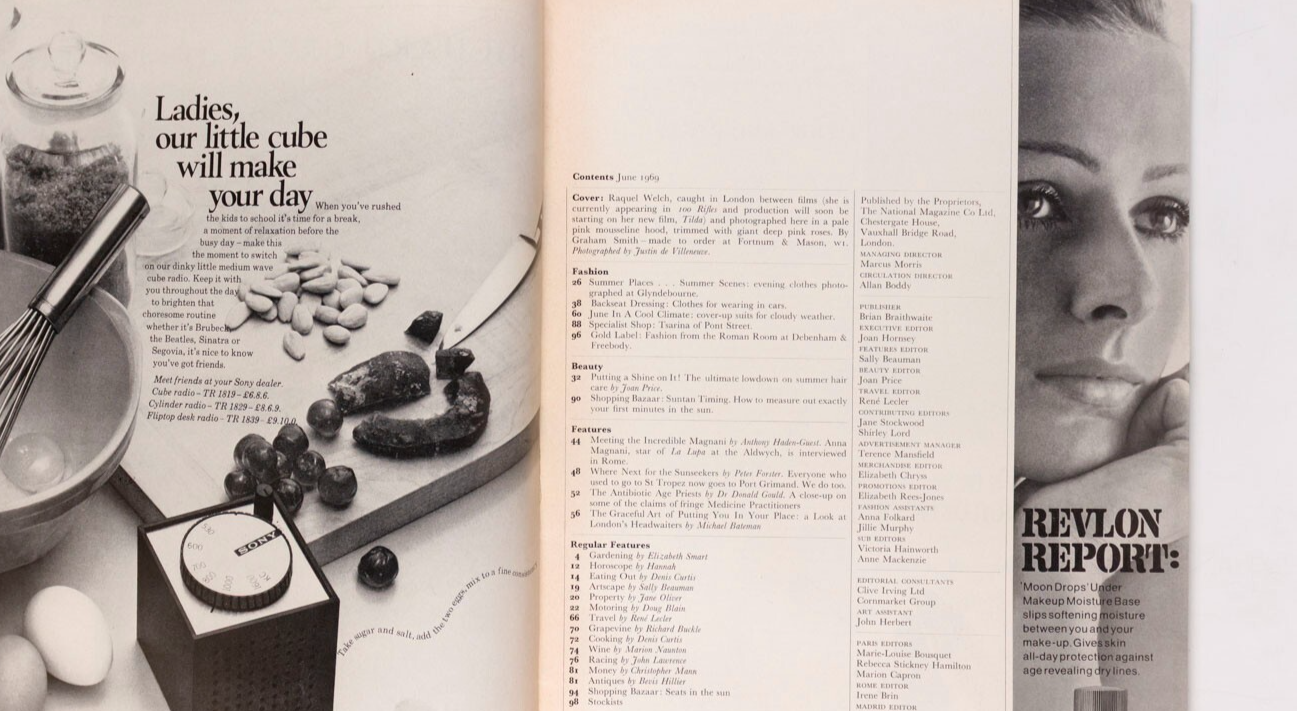 Ladies,
our little cube
will make
your day When you've rushed
the kids to school it's time for a break,
a moment of relaxation before the
busy day – make this
the moment to switch
on our dinky little medium wave
cube radio. Keep it with
you throughout the day
to brighten that
choresome routine
whether it's Brubeck,
the Beatles, Sinatra or
Segovia, it's nice to know
you've got friends.
Meet friends at your Sony dealer.
Cube radio – TR 1819 – £6.8.6.
Cylinder radio – TR 1829 – £8.6.9.
Fliptop desk radio – TR 1839 – £9.10.0.
SONY
Take sugar and salt, add the two eggs, mix to a fine
Contents June 1969
Cover: Raquel Welch, caught in London between films (she is
currently appearing in 100 Rifles and production will soon be
starting on her new film, Tilda) and photographed here in a pale
pink mousseline hood, trimmed with giant deep pink roses. By
Graham Smith – made to order at Fortnum & Mason, W1.
Photographed by Justin de Villeneuve.
Fashion
26 Summer Places . . . Summer Scenes: evening clothes photo-
graphed at Glyndebourne.
38 Backseat Dressing: Clothes for wearing in cars.
60 June In A Cool Climate: cover-up suits for cloudy weather.
88 Specialist Shop: Tsarina of Pont Street.
96 Gold Label: Fashion from the Roman Room at Debenham &
Freebody.
Beauty
32 Putting a Shine on It! The ultimate lowdown on summer hair
care by Joan Price.
90 Shopping Bazaar: Suntan Timing. How to measure out exactly
your first minutes in the sun.
Features
44 Meeting the Incredible Magnani by Anthony Haden-Guest. Anna
Magnani, star of La Lupa at the Aldwych, is interviewed
in Rome.
48 Where Next for the Sunseekers by Peter Forster. Everyone who
used to go to St Tropez now goes to Port Grimaud. We do too.
52 The Antibiotic Age Priests by Dr Donald Gould. A close-up on
some of the claims of fringe Medicine Practitioners
56 The Graceful Art of Putting You In Your Place: a Look at
London's Headwaiters by Michael Bateman
Regular Features
4 Gardening by Elizabeth Smart
12 Horoscope by Hannah
14 Eating Out by Denis Curtis
19 Artscape by Sally Beauman
20 Property by Jane Oliver
22 Motoring by Doug Blain
66 Travel by René Lecler
70 Grapevine by Richard Buckle
72 Cooking by Denis Curtis
74 Wine by Marion Naunton
76 Racing by John Lawrence
81 Money by Christopher Mann
81 Antiques by Bevis Hillier
94 Shopping Bazaar: Seats in the sun
98 Stockists
Published by the Proprietors,
The National Magazine Co Ltd,
Chestergate House,
Vauxhall Bridge Road,
London.
MANAGING DIRECTOR
Marcus Morris
CIRCULATION DIRECTOR
Allan Boddy
PUBLISHER
Brian Braithwaite
EXECUTIVE EDITOR
Joan Hornsey
FEATURES EDITOR
Sally Beauman
BEAUTY EDITOR
Joan Price
TRAVEL EDITOR
René Lecler
CONTRIBUTING EDITORS
Jane Stockwood
Shirley Lord
ADVERTISEMENT MANAGER
Terence Mansfield
MERCHANDISE EDITOR
Elizabeth Chryss
PROMOTIONS EDITOR
Elizabeth Rees-Jones
FASHION ASSISTANTS
Anna Folkard
Jillie Murphy
SUB EDITORS
Victoria Hainworth
Anne Mackenzie
EDITORIAL CONSULTANTS
Clive Irving Ltd
Cornmarket Group
ART ASSISTANT
John Herbert
PARIS EDITORS
Marie-Louise Bousquet
Rebecca Stickney Hamilton
Marion Capron
ROME EDITOR
Irene Brin
MADRID EDITOR
REVLON
REPORT:
'Moon Drops' Under
Makeup Moisture Base
slips softening moisture
between you and your
make-up. Gives skin
all-day protection against
age revealing dry lines.